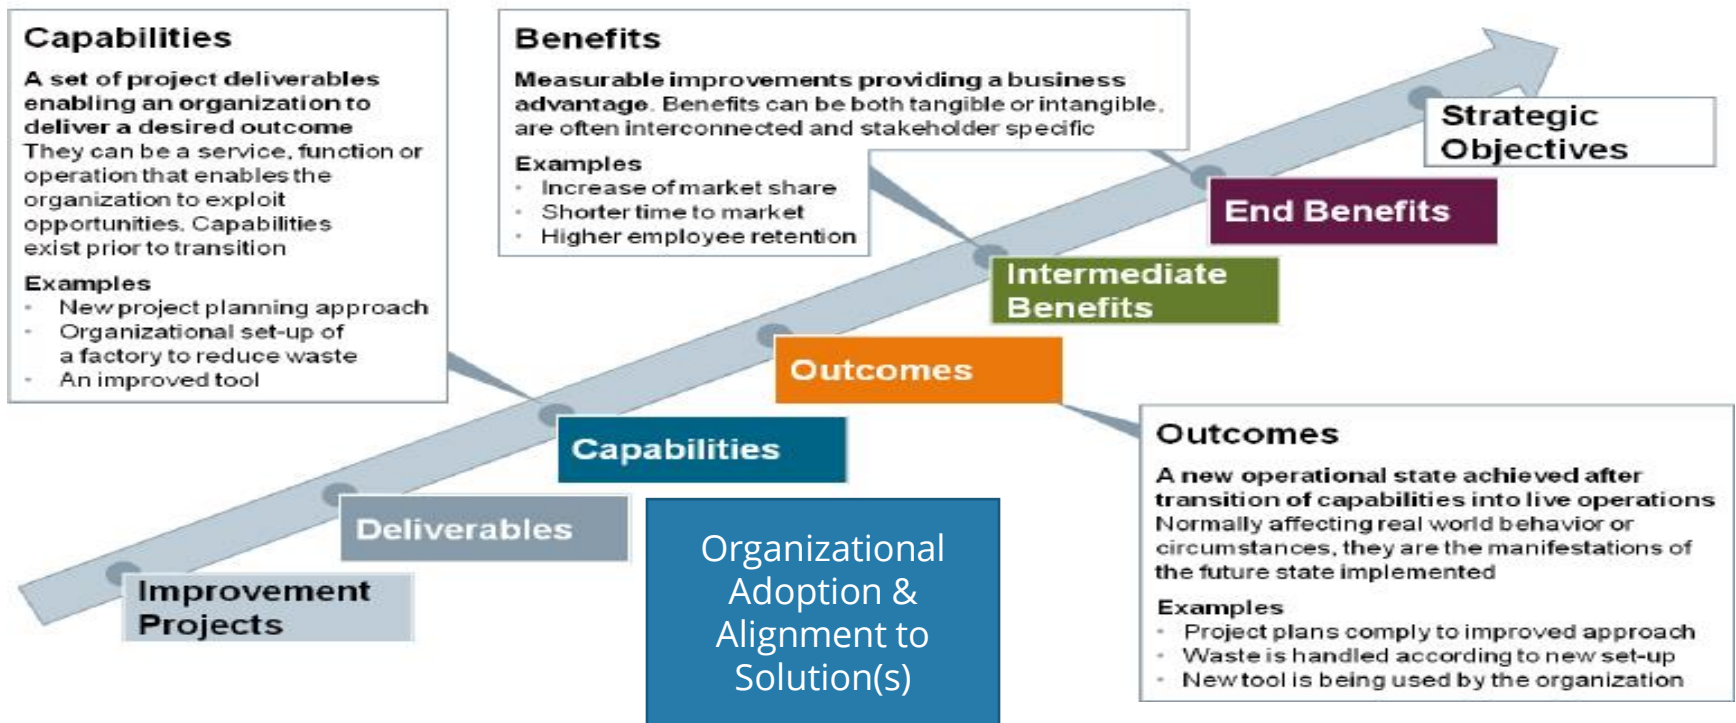 Capabilities
A set of project deliverables
enabling an organization to
deliver a desired outcome
They can be a service, function or
operation that enables the
organization to exploit
opportunities. Capabilities
exist prior to transition
Examples
• New project planning approach
• Organizational set-up of
a factory to reduce waste
• An improved tool
Benefits
Measurable improvements providing a business
advantage. Benefits can be both tangible or intangible,
are often interconnected and stakeholder specific
Examples
• Increase of market share
• Shorter time to market
• Higher employee retention
Strategic
Objectives
End Benefits
Intermediate
Benefits
Outcomes
Capabilities
Deliverables
Improvement
Projects
Organizational
Adoption &
Alignment to
Solution(s)
Outcomes
A new operational state achieved after
transition of capabilities into live operations
Normally affecting real world behavior or
circumstances, they are the manifestations of
the future state implemented
Examples
• Project plans comply to improved approach
• Waste is handled according to new set-up
• New tool is being used by the organization